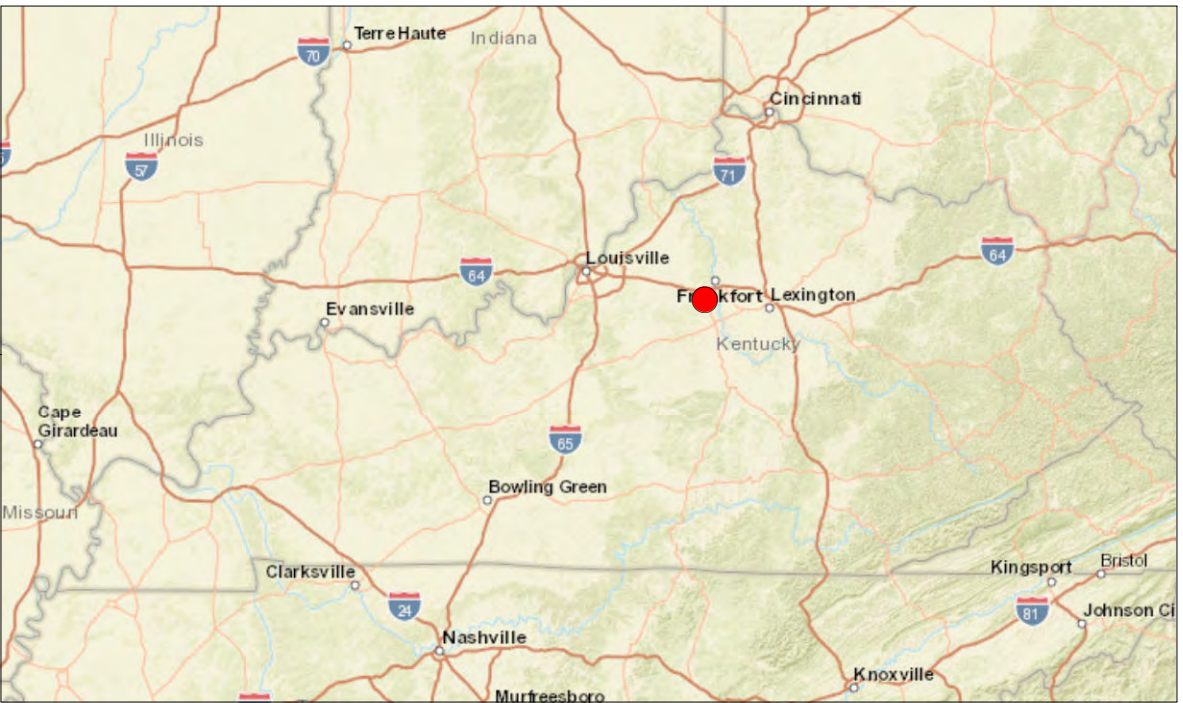 Terre Haute
Indiana
70
Cincinnati
Illinois
57
71
Louisville
64
64
Lexington
Evansville
Kentucky
Cape
Girardeau
65
Bowling Green
Missouri
Clarksville
Kingsport
Bristol
24
81
Johnson Ci
Nashville
Knoxville
Murfreesboro